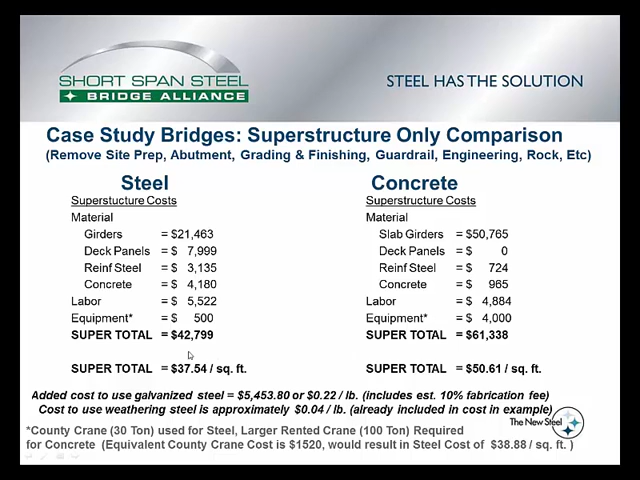 SHORT SPAN STEEL
BRIDGE ALLIANCE
STEEL HAS THE SOLUTION
Case Study Bridges: Superstructure Only Comparison
(Remove Site Prep, Abutment, Grading & Finishing, Guardrail, Engineering, Rock, Etc)
Steel
Superstucture Costs
Material
Girders = $21,463
Deck Panels = $ 7,999
Reinf Steel = $ 3,135
Concrete = $ 4,180
Labor = $ 5,522
Equipment* = $ 500
SUPER TOTAL = $42,799
SUPER TOTAL = $37.54 / sq. ft.
Concrete
Superstructure Costs
Material
Slab Girders = $50,765
Deck Panels = $ 0
Reinf Steel = $ 724
Concrete = $ 965
Labor = $ 4,884
Equipment* = $ 4,000
SUPER TOTAL = $61,338
SUPER TOTAL = $50.61 / sq. ft.
Added cost to use galvanized steel = $5,453.80 or $0.22 / lb. (includes est. 10% fabrication fee)
Cost to use weathering steel is approximately $0.04 / lb. (already included in cost in example)
The New Steel
*County Crane (30 Ton) used for Steel, Larger Rented Crane (100 Ton) Required
for Concrete (Equivalent County Crane Cost is $1520, would result in Steel Cost of $38.88 / sq. ft. )